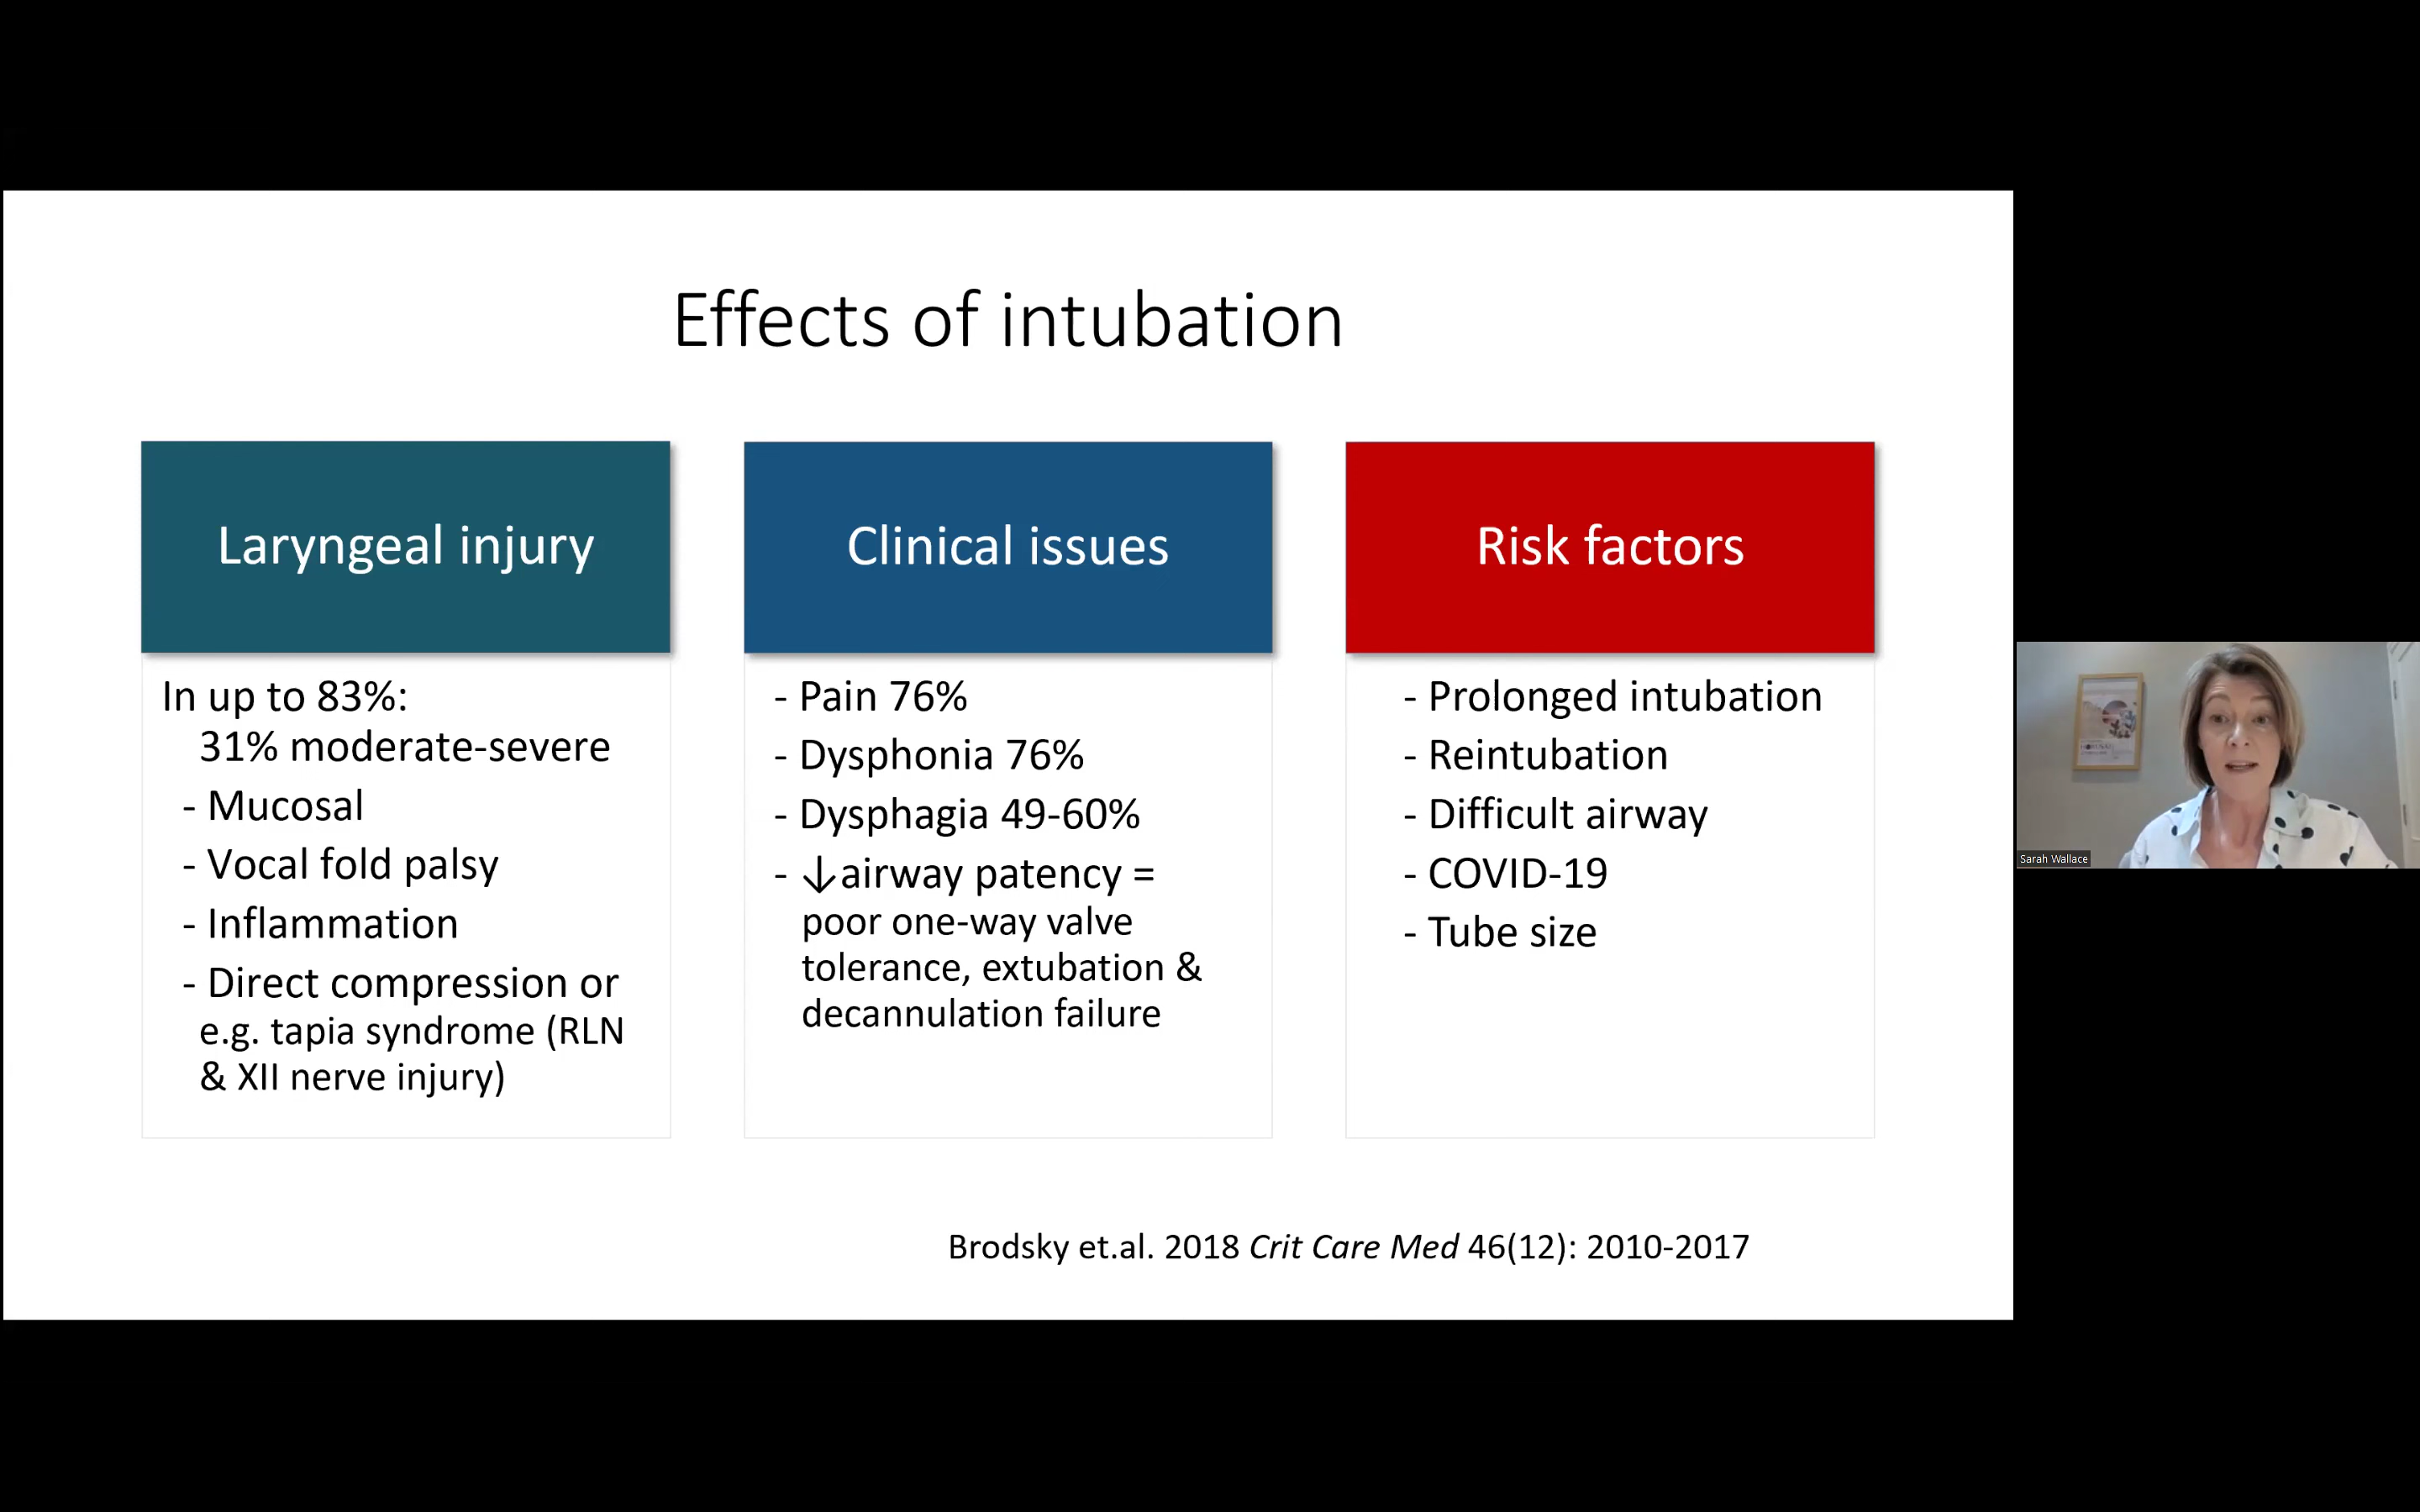 Effects of intubation
Laryngeal injury
In up to 83%:
31% moderate-severe
- Mucosal
- Vocal fold palsy
- Inflammation
- Direct compression or
e.g. tapia syndrome (RLN
& XII nerve injury)
Clinical issues
- Pain 76%
- Dysphonia 76%
- Dysphagia 49-60%
- ↓airway patency =
poor one-way valve
tolerance, extubation &
decannulation failure
Risk factors
- Prolonged intubation
- Reintubation
- Difficult airway
- COVID-19
- Tube size
Brodsky et.al. 2018 Crit Care Med 46(12): 2010-2017
Sarah Wallace